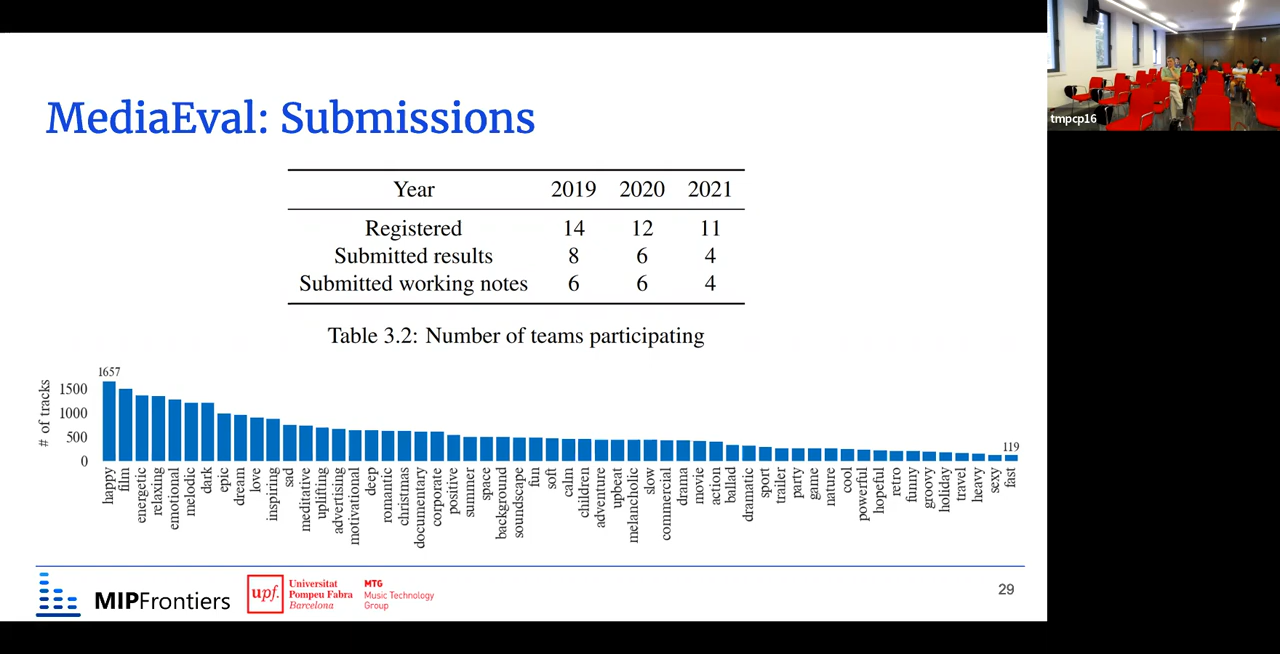 tmpcp16
MediaEval: Submissions
Year 2019 2020 2021
Registered 14 12 11
Submitted results 8 6 4
Submitted working notes 6 6 4
Table 3.2: Number of teams participating
# of tracks
1500
1000
500
0
1657
119
happy
film
energetic
relaxing
emotional
melodic
dark
epic
dream
love
inspiring
sad
meditative
uplifting
advertising
motivational
deep
romantic
christmas
documentary
corporate
positive
summer
space
background
soundscape
fun
soft
calm
children
adventure
upbeat
melancholic
slow
commercial
drama
movie
action
ballad
dramatic
sport
trailer
party
game
nature
cool
powerful
hopeful
retro
funny
groovy
holiday
travel
heavy
sexy
fast
MIPFrontiers
upf.
Universitat
Pompeu Fabra
Barcelona
MTG
Music Technology
Group
29